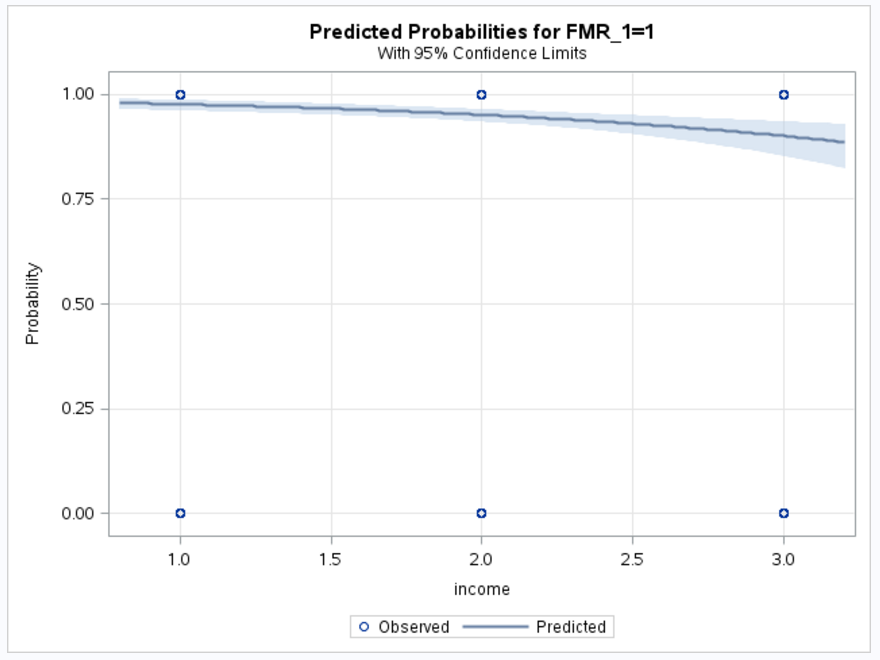 Predicted Probabilities for FMR_1=1
With 95% Confidence Limits
1.00
0.75
0.50
0.25
0.00
Probability
1.0 1.5 2.0 2.5 3.0
income
Observed Predicted